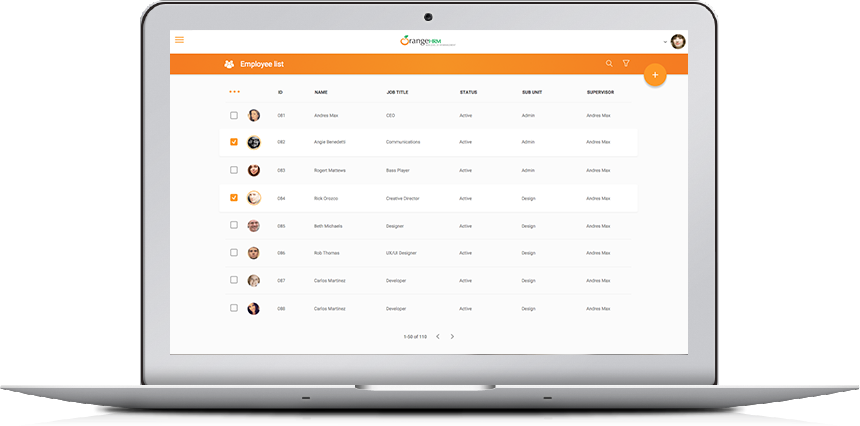 OrangeHRM
Employee list
ID NAME JOB TITLE STATUS SUB UNIT SUPERVISOR
081 Andrea Max CEO Active Admin Andrea Max
082 Angie Benedetti Communications Active Admin Andrea Max
083 Rogert Mattews Bass Player Active Admin Andrea Max
084 Rick Orozco Creative Director Active Design Andrea Max
085 Beth Michaels Designer Active Design Andrea Max
086 Rob Thomas UX/UI Designer Active Design Andrea Max
087 Carlos Martinez Developer Active Design Andrea Max
088 Carlos Martinez Developer Active Design Andrea Max
1-50 of 110